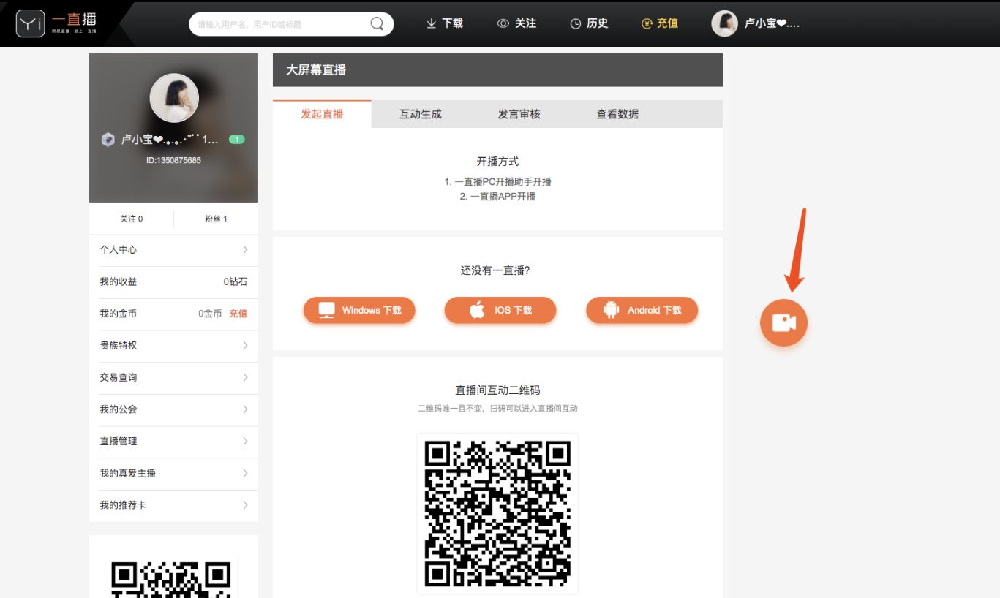 Yi 一直播
明星直播·都上一直播
请输入用户名，用户ID或标题
下载 关注 历史 充值 卢小宝❤....
卢小宝❤.｡.｡.･ﾞﾟﾟ1... 1
ID:1350875685
关注 0 粉丝 1
个人中心
我的收益 0钻石
我的金币 0金币 充值
贵族特权
交易查询
我的公会
直播管理
我的真爱主播
我的推荐卡
大屏幕直播
发起直播 互动生成 发言审核 查看数据
开播方式
1. 一直播PC开播助手开播
2. 一直播APP开播
还没有一直播?
Windows 下载 IOS 下载 Android 下载
直播间互动二维码
二维码唯一且不变，扫码可以进入直播间互动